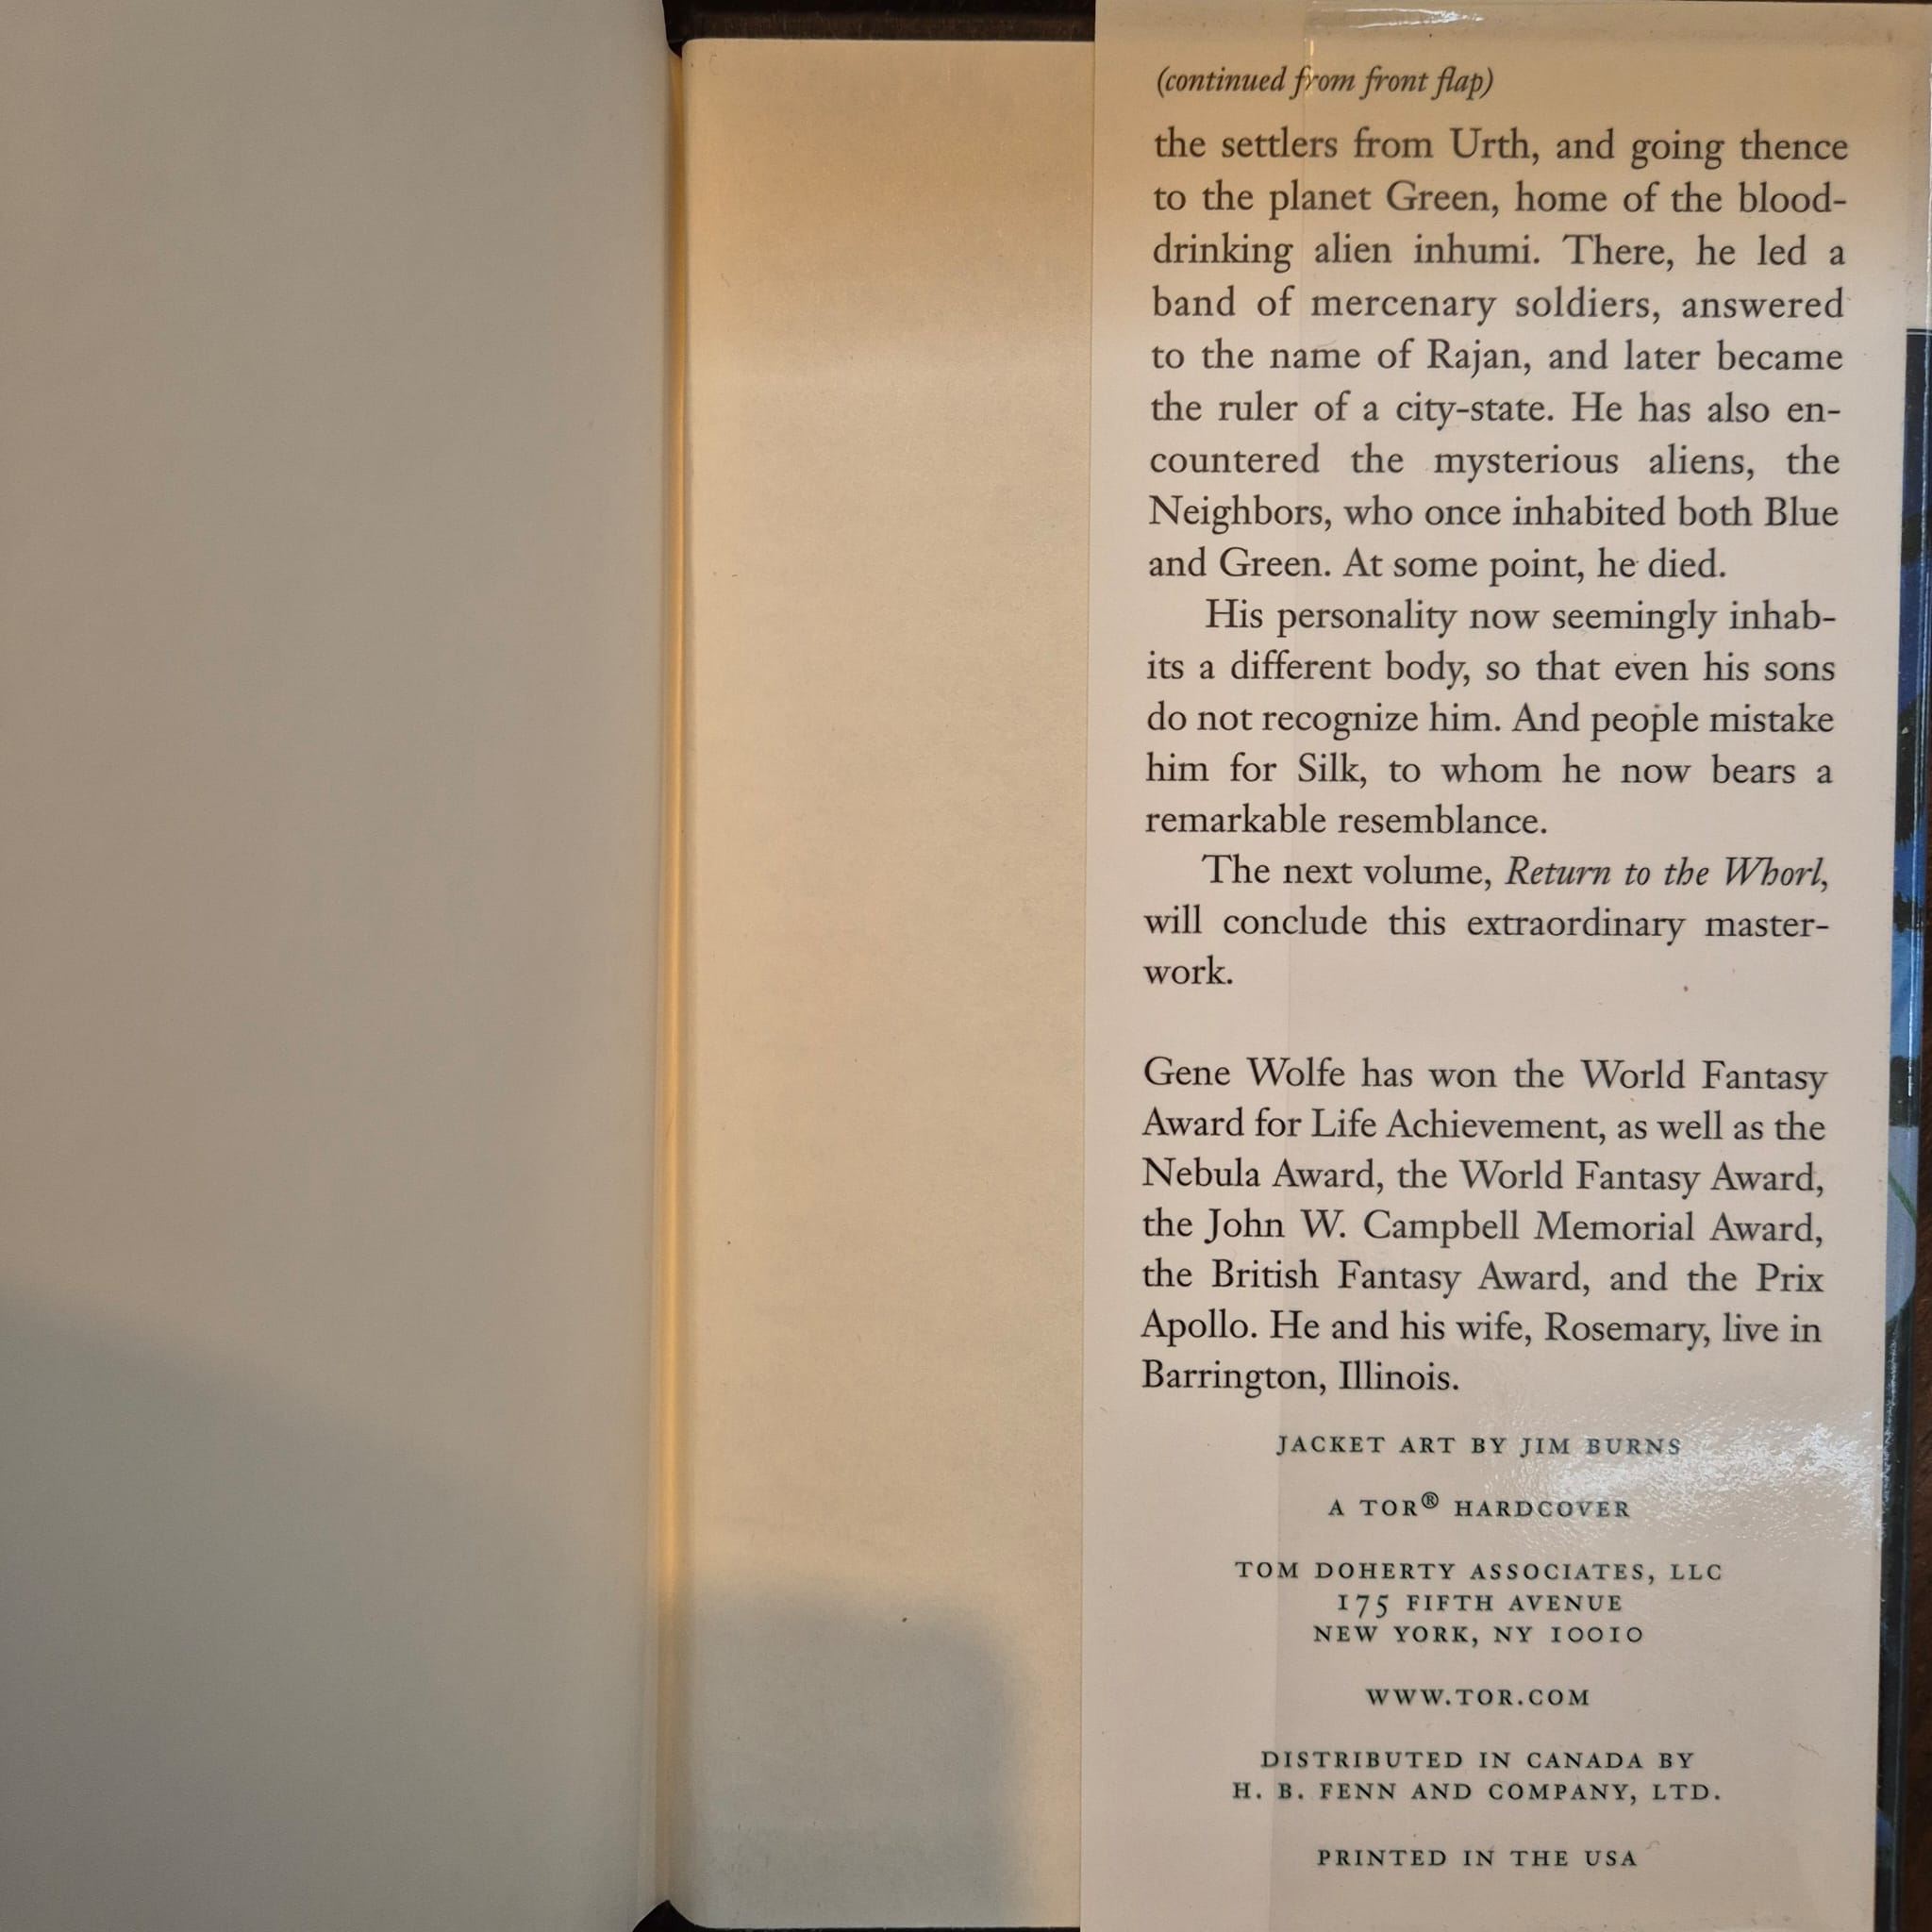 (continued from front flap)
the settlers from Urth, and going thence
to the planet Green, home of the blood-
drinking alien inhumi. There, he led a
band of mercenary soldiers, answered
to the name of Rajan, and later became
the ruler of a city-state. He has also en-
countered the mysterious aliens, the
Neighbors, who once inhabited both Blue
and Green. At some point, he died.
His personality now seemingly inhab-
its a different body, so that even his sons
do not recognize him. And people mistake
him for Silk, to whom he now bears a
remarkable resemblance.
The next volume, Return to the Whorl,
will conclude this extraordinary master-
work.
Gene Wolfe has won the World Fantasy
Award for Life Achievement, as well as the
Nebula Award, the World Fantasy Award,
the John W. Campbell Memorial Award,
the British Fantasy Award, and the Prix
Apollo. He and his wife, Rosemary, live in
Barrington, Illinois.
JACKET ART BY JIM BURNS
A TOR® HARDCOVER
TOM DOHERTY ASSOCIATES, LLC
175 FIFTH AVENUE
NEW YORK, NY 10010
WWW.TOR.COM
DISTRIBUTED IN CANADA BY
H. B. FENN AND COMPANY, LTD.
PRINTED IN THE USA